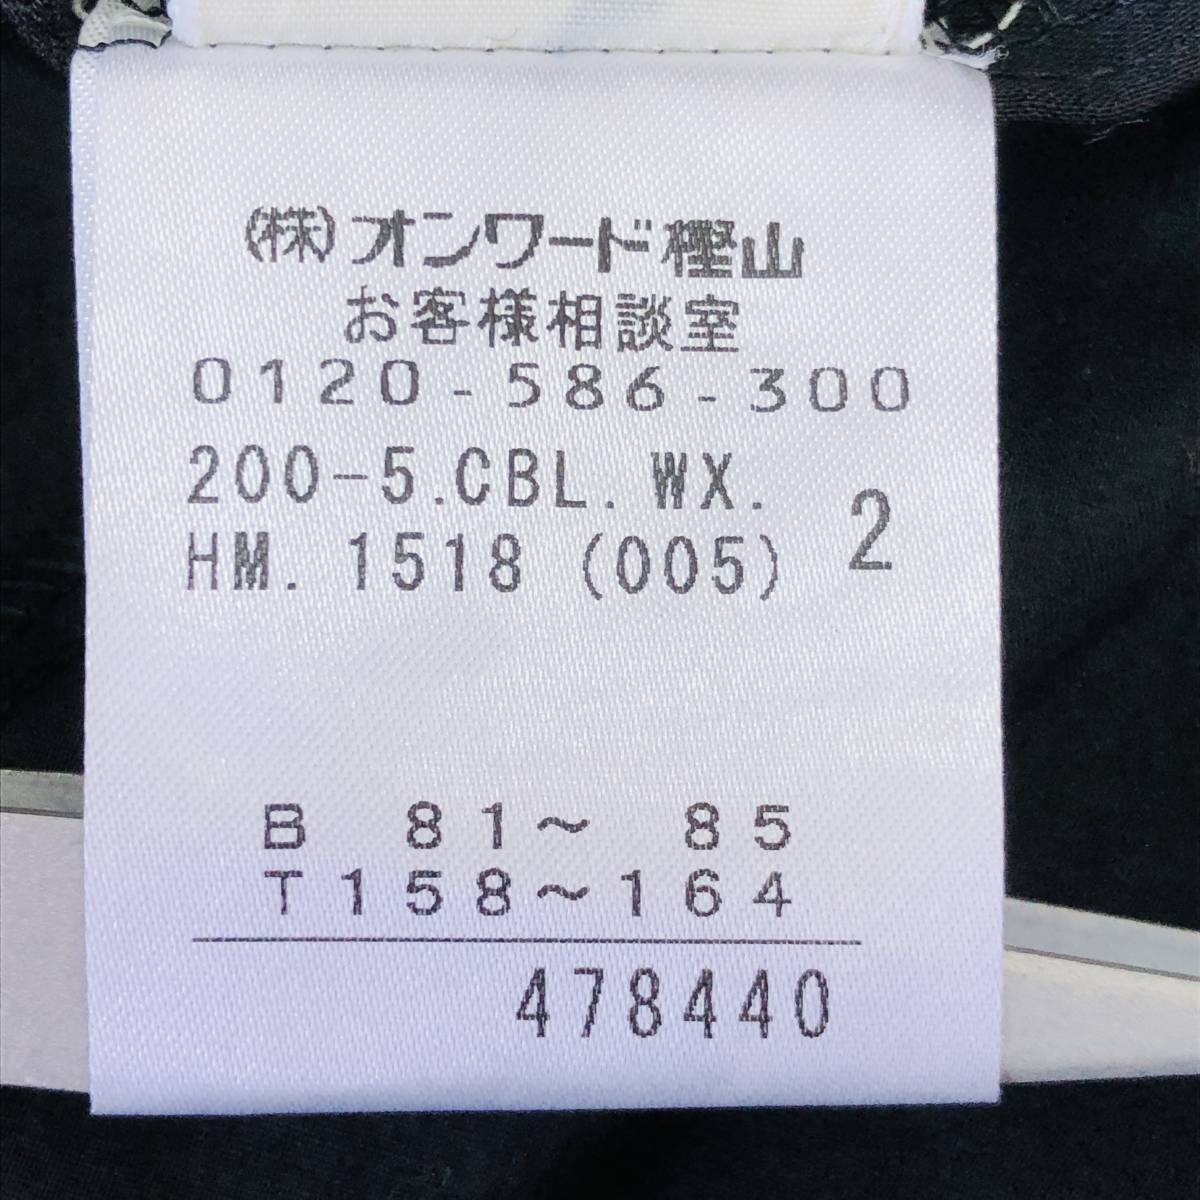 (株)オンワード樫山
お客様相談室
0120-586-300
200-5.CBL.WX.
HM. 1518 (005) 2
B 81～ 85
T158～164
478440